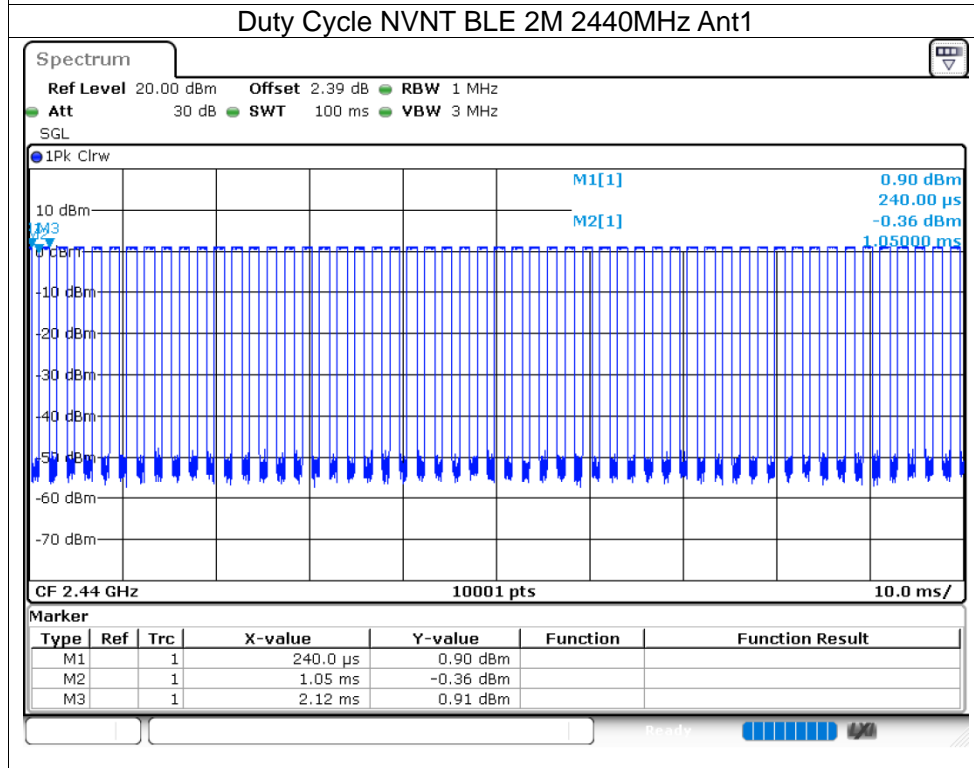 Duty Cycle NVNT BLE 2M 2440MHz Ant1
Spectrum
Ref Level 20.00 dBm Offset 2.39 dB RBW 1 MHz
Att 30 dB SWT 100 ms VBW 3 MHz
SGL
1Pk Clrw
M1[1] 0.90 dBm
240.00 µs
10 dBm
M2[1] -0.36 dBm
M3
1.05000 ms
0 dBm
-10 dBm
-20 dBm
-30 dBm
-40 dBm
-50 dBm
-60 dBm
-70 dBm
CF 2.44 GHz 10001 pts 10.0 ms/
Marker
Type Ref Trc X-value Y-value Function Function Result
M1 1 240.0 µs 0.90 dBm
M2 1 1.05 ms -0.36 dBm
M3 1 2.12 ms 0.91 dBm
Ready LXI